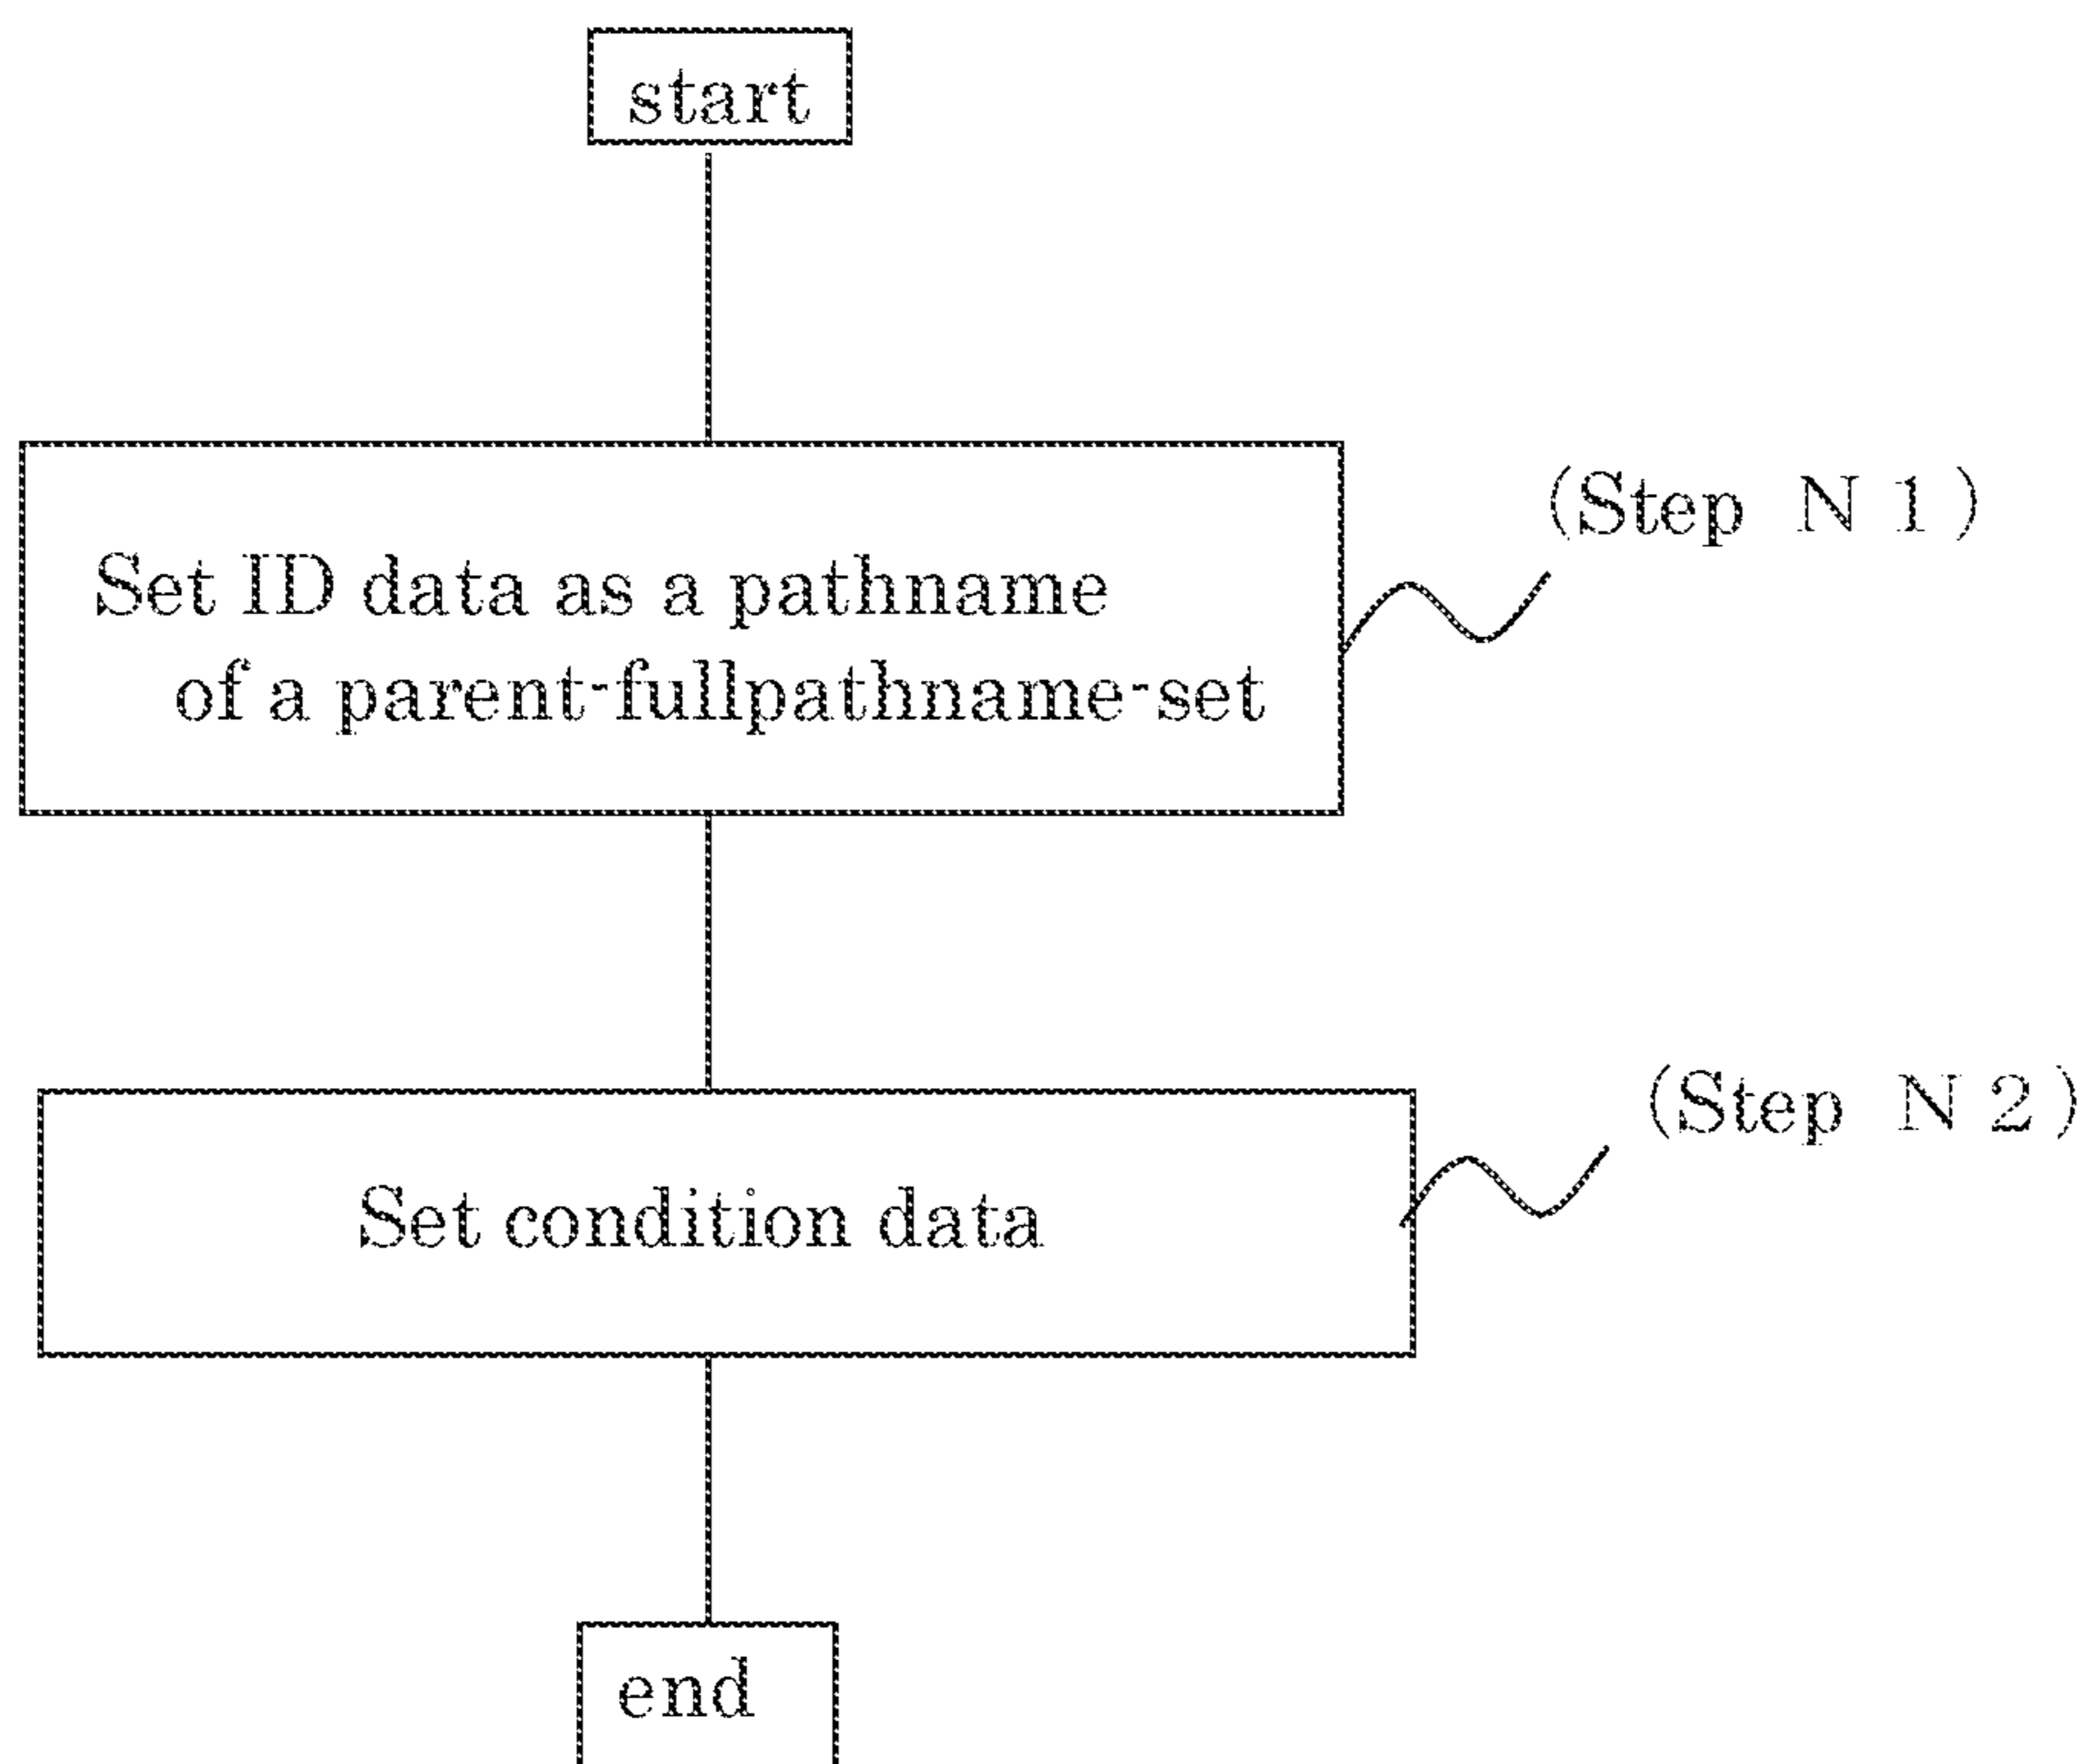 start
(Step N 1)
Set ID data as a pathname
of a parent-fullpathname-set
(Step N 2)
Set condition data
end